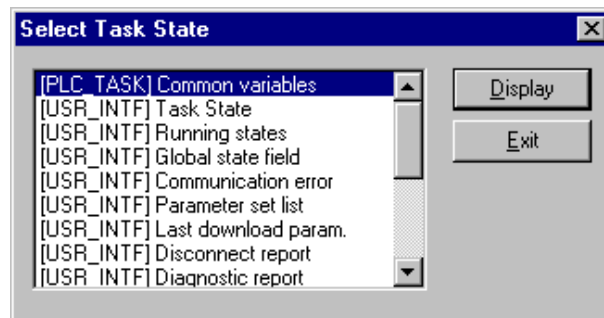 Select Task State
[PLC_TASK] Common variables
[USR_INTF] Task State
[USR_INTF] Running states
[USR_INTF] Global state field
[USR_INTF] Communication error
[USR_INTF] Parameter set list
[USR_INTF] Last download param.
[USR_INTF] Disconnect report
[USR_INTF] Diagnostic report
Display
Exit